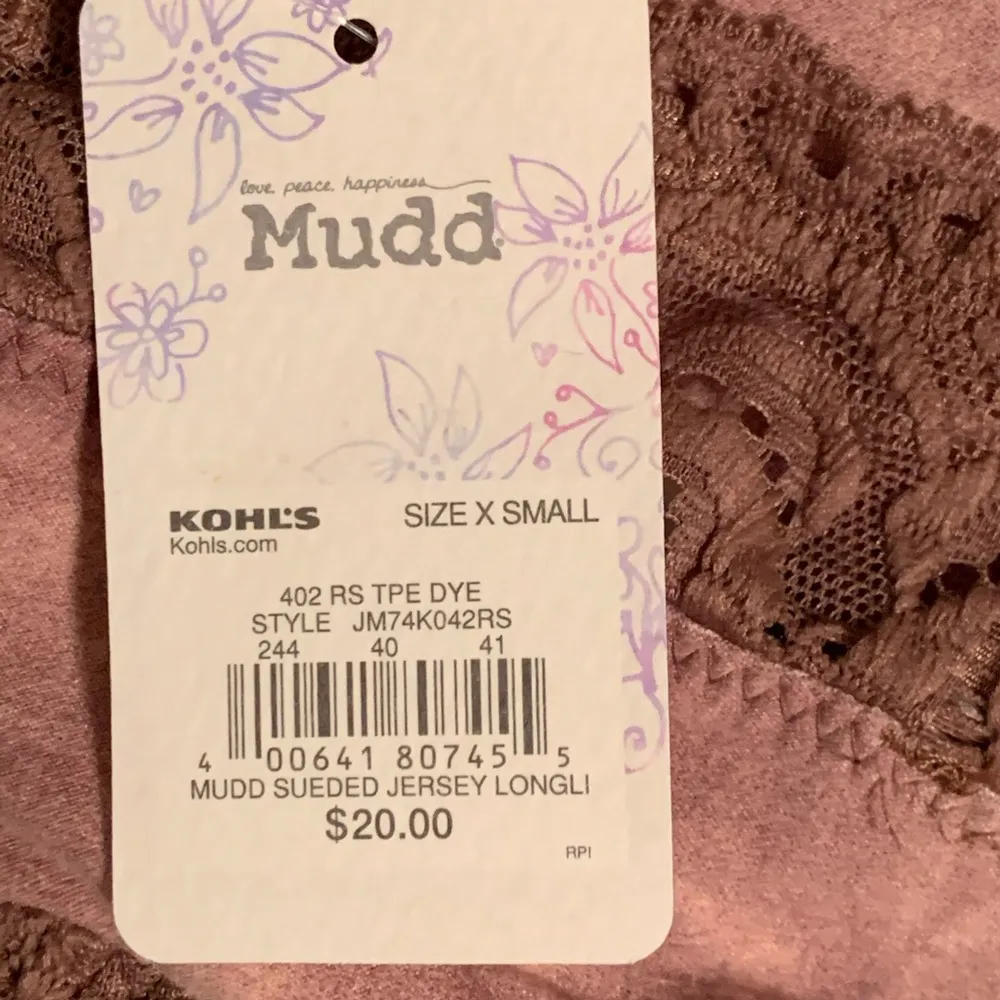 love. peace. happiness
Mudd
KOHL'S SIZE X SMALL
Kohls.com
402 RS TPE DYE
STYLE JM74K042RS
244 40 41
4 00641 80745 5
MUDD SUEDED JERSEY LONGLI
$20.00
RPI